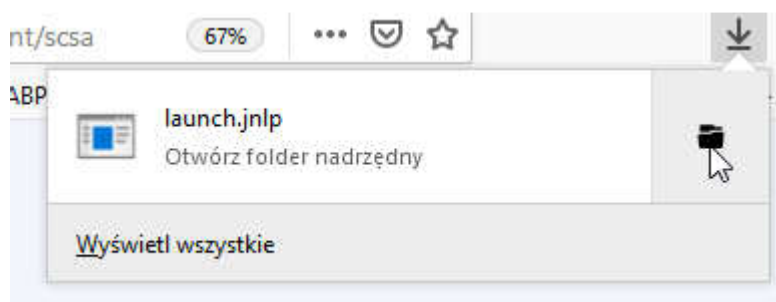 nt/scsa 67%
ABP
launch.jnlp
Otwórz folder nadrzędny
Wyświetl wszystkie